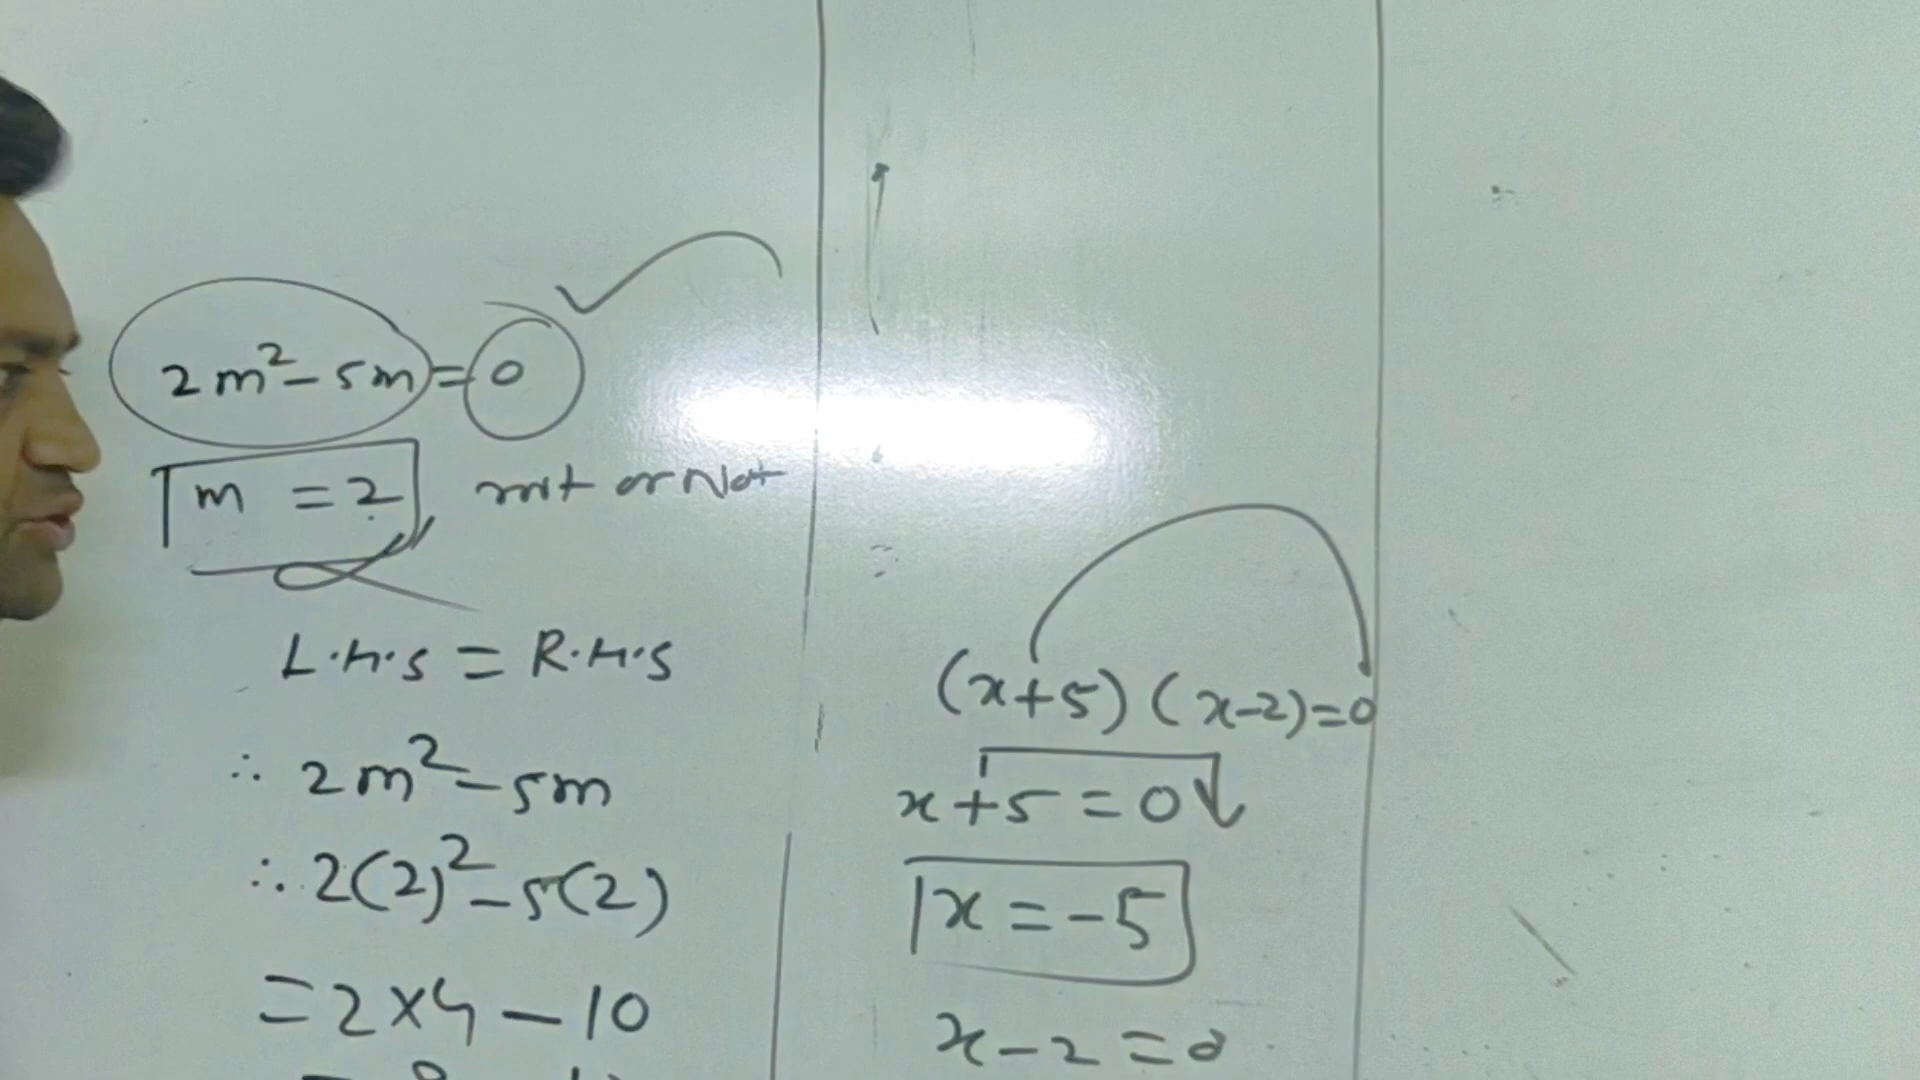 2m² - 5m = 0
m = 2 root or Not
L.H.S = R.H.S
∴ 2m² - 5m
∴ 2(2)² - 5(2)
= 2 × 4 - 10
(x+5) (x-2)=0
x+5 = 0
x = -5
x-2 = 0